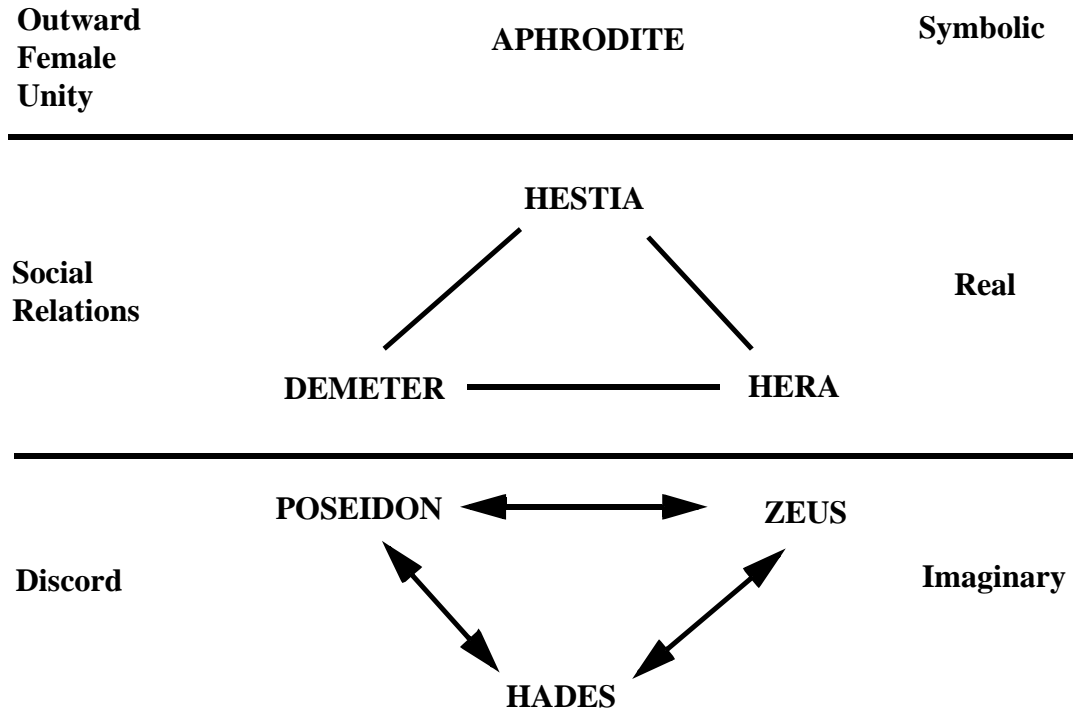 Outward
Female
Unity
APHRODITE
Symbolic
HESTIA
Social
Relations
Real
DEMETER
HERA
POSEIDON
ZEUS
Discord
Imaginary
HADES